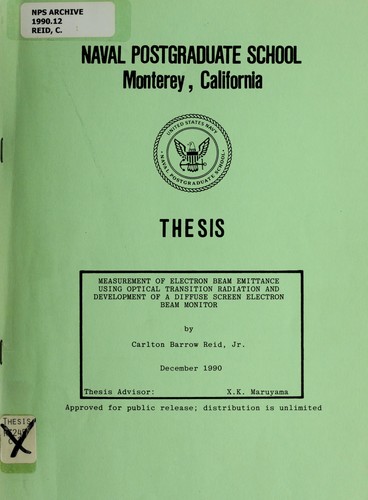 NPS ARCHIVE
1990.12
REID, C.
NAVAL POSTGRADUATE SCHOOL
Monterey, California
UNITED STATES NAVY
NAVAL POSTGRADUATE SCHOOL
THESIS
MEASUREMENT OF ELECTRON BEAM EMITTANCE
USING OPTICAL TRANSITION RADIATION AND
DEVELOPMENT OF A DIFFUSE SCREEN ELECTRON
BEAM MONITOR
by
Carlton Barrow Reid, Jr.
December 1990
Thesis Advisor: X.K. Maruyama
Approved for public release; distribution is unlimited
THESIS